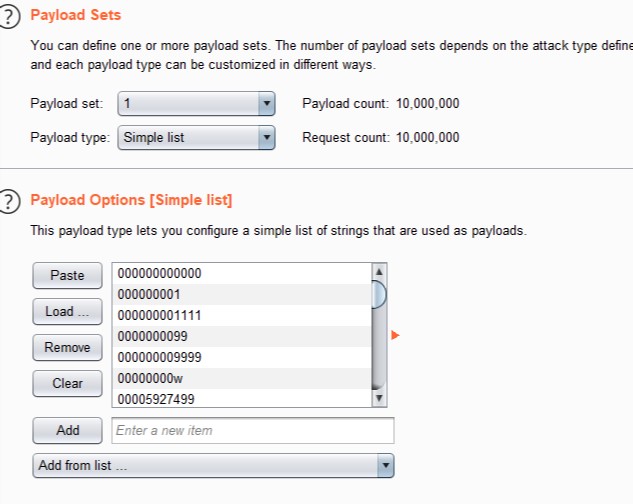 ? Payload Sets
You can define one or more payload sets. The number of payload sets depends on the attack type define
and each payload type can be customized in different ways.
Payload set: 1 Payload count: 10,000,000
Payload type: Simple list Request count: 10,000,000
? Payload Options [Simple list]
This payload type lets you configure a simple list of strings that are used as payloads.
Paste 000000000000
000000001
Load ... 000000001111
0000000099
Remove 000000009999
Clear 00000000w
00005927499
Add Enter a new item
Add from list ...